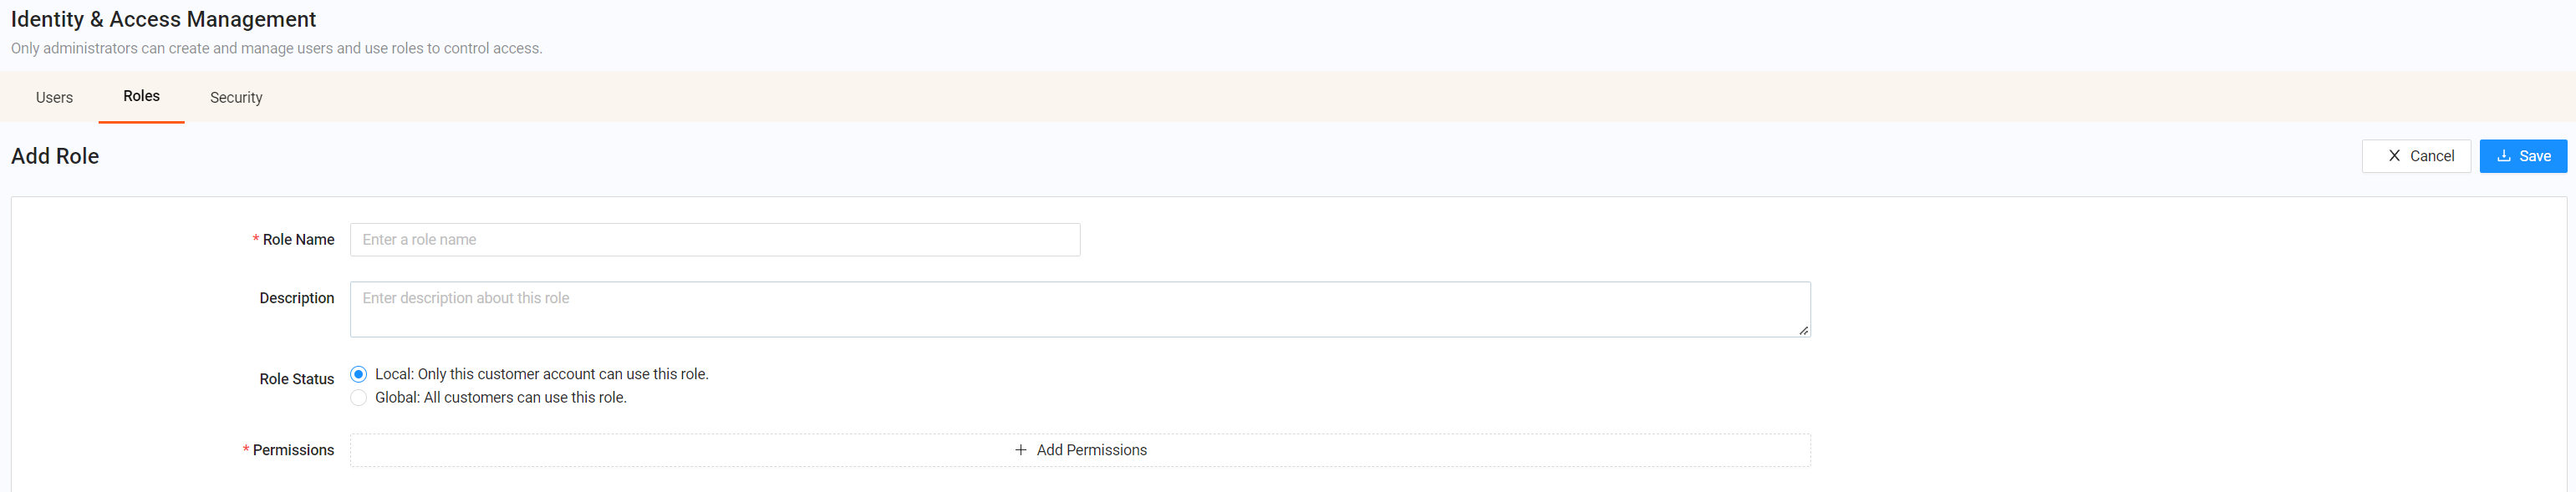 Identity & Access Management
Only administrators can create and manage users and use roles to control access.
Users Roles Security
Add Role Cancel Save
* Role Name Enter a role name
Description Enter description about this role
Role Status Local: Only this customer account can use this role.
Global: All customers can use this role.
* Permissions + Add Permissions